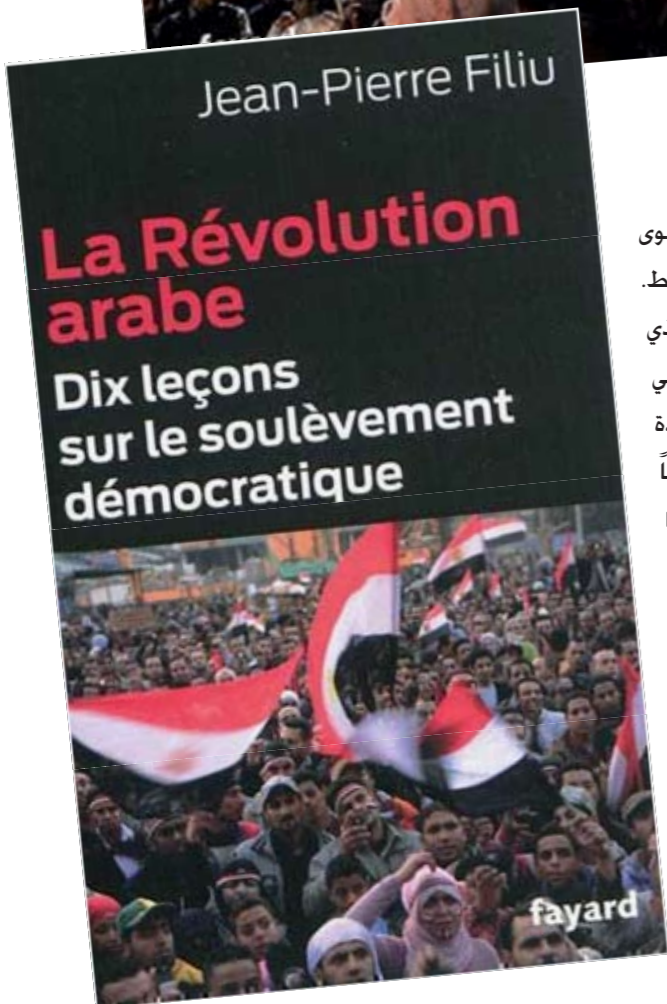 Jean-Pierre Filiu
La Révolution
arabe
Dix leçons
sur le soulèvement
démocratique
fayard